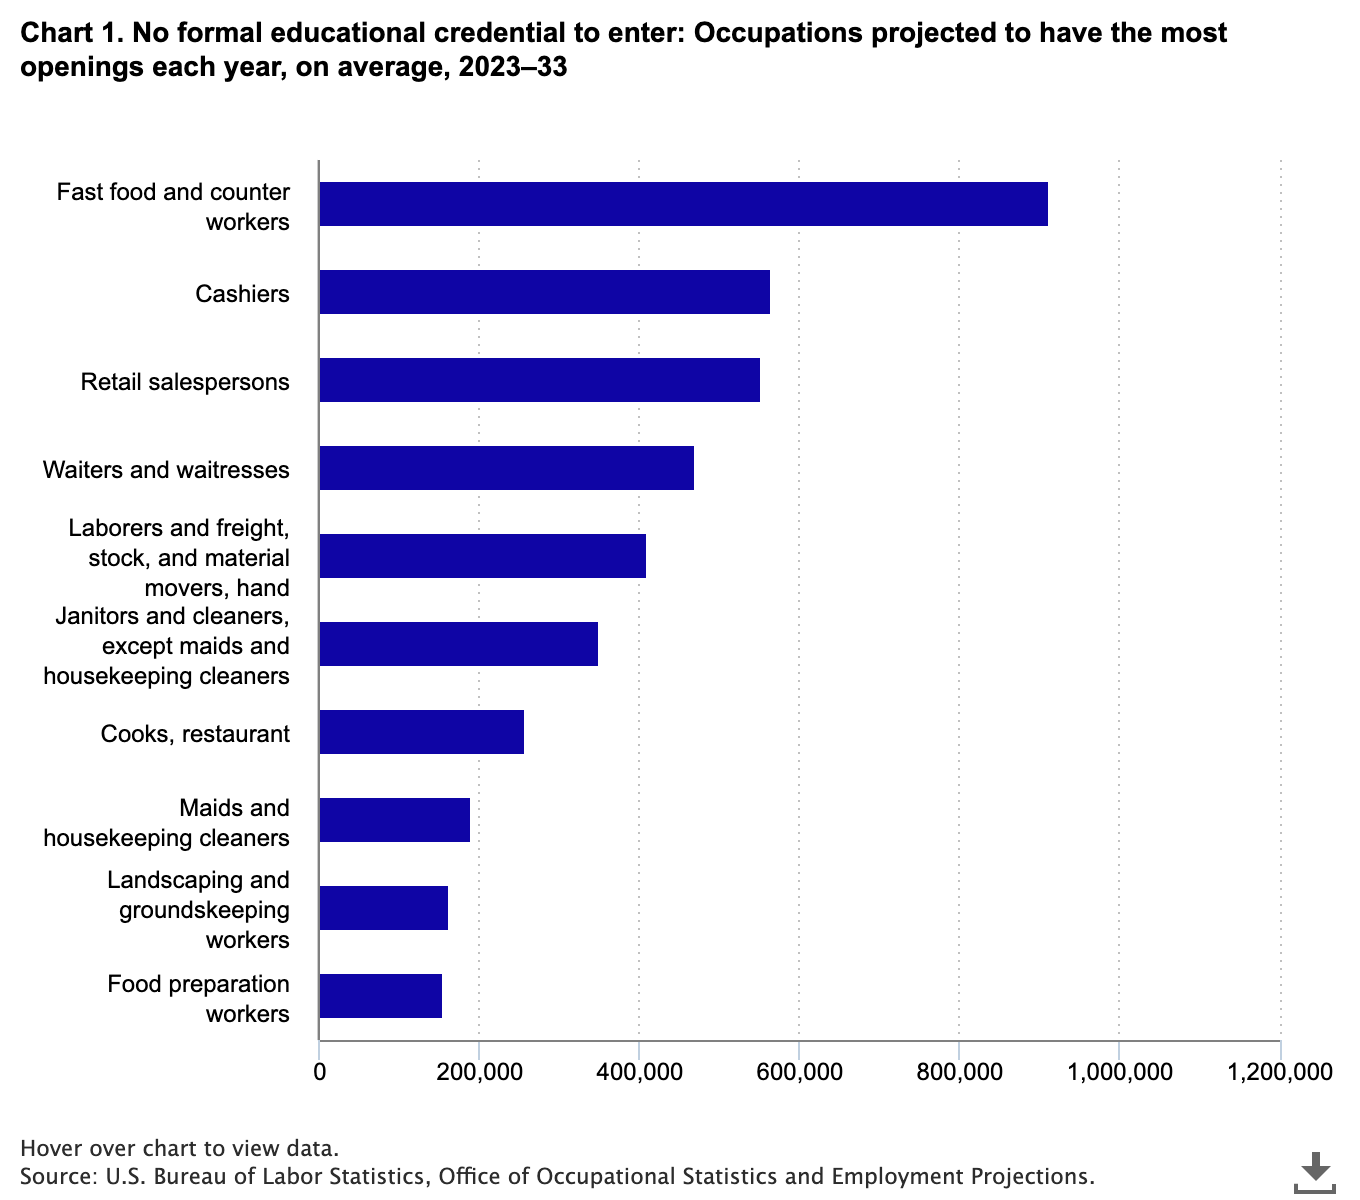 Chart 1. No formal educational credential to enter: Occupations projected to have the most
openings each year, on average, 2023–33
Fast food and counter
workers
Cashiers
Retail salespersons
Waiters and waitresses
Laborers and freight,
stock, and material
movers, hand
Janitors and cleaners,
except maids and
housekeeping cleaners
Cooks, restaurant
Maids and
housekeeping cleaners
Landscaping and
groundskeeping
workers
Food preparation
workers
0 200,000 400,000 600,000 800,000 1,000,000 1,200,000
Hover over chart to view data.
Source: U.S. Bureau of Labor Statistics, Office of Occupational Statistics and Employment Projections.